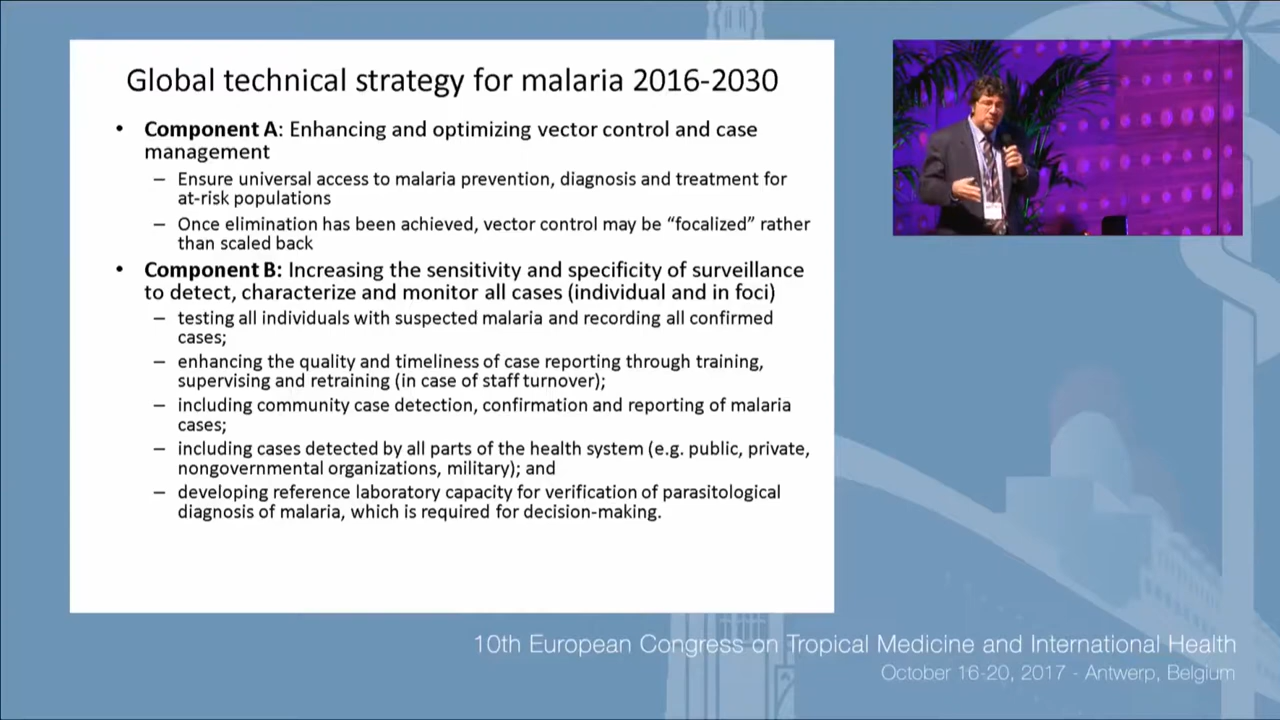 Global technical strategy for malaria 2016-2030
• Component A: Enhancing and optimizing vector control and case
management
– Ensure universal access to malaria prevention, diagnosis and treatment for
at-risk populations
– Once elimination has been achieved, vector control may be “focalized” rather
than scaled back
• Component B: Increasing the sensitivity and specificity of surveillance
to detect, characterize and monitor all cases (individual and in foci)
– testing all individuals with suspected malaria and recording all confirmed
cases;
– enhancing the quality and timeliness of case reporting through training,
supervising and retraining (in case of staff turnover);
– including community case detection, confirmation and reporting of malaria
cases;
– including cases detected by all parts of the health system (e.g. public, private,
nongovernmental organizations, military); and
– developing reference laboratory capacity for verification of parasitological
diagnosis of malaria, which is required for decision-making.
10th European Congress on Tropical Medicine and International Health
October 16-20, 2017 - Antwerp, Belgium